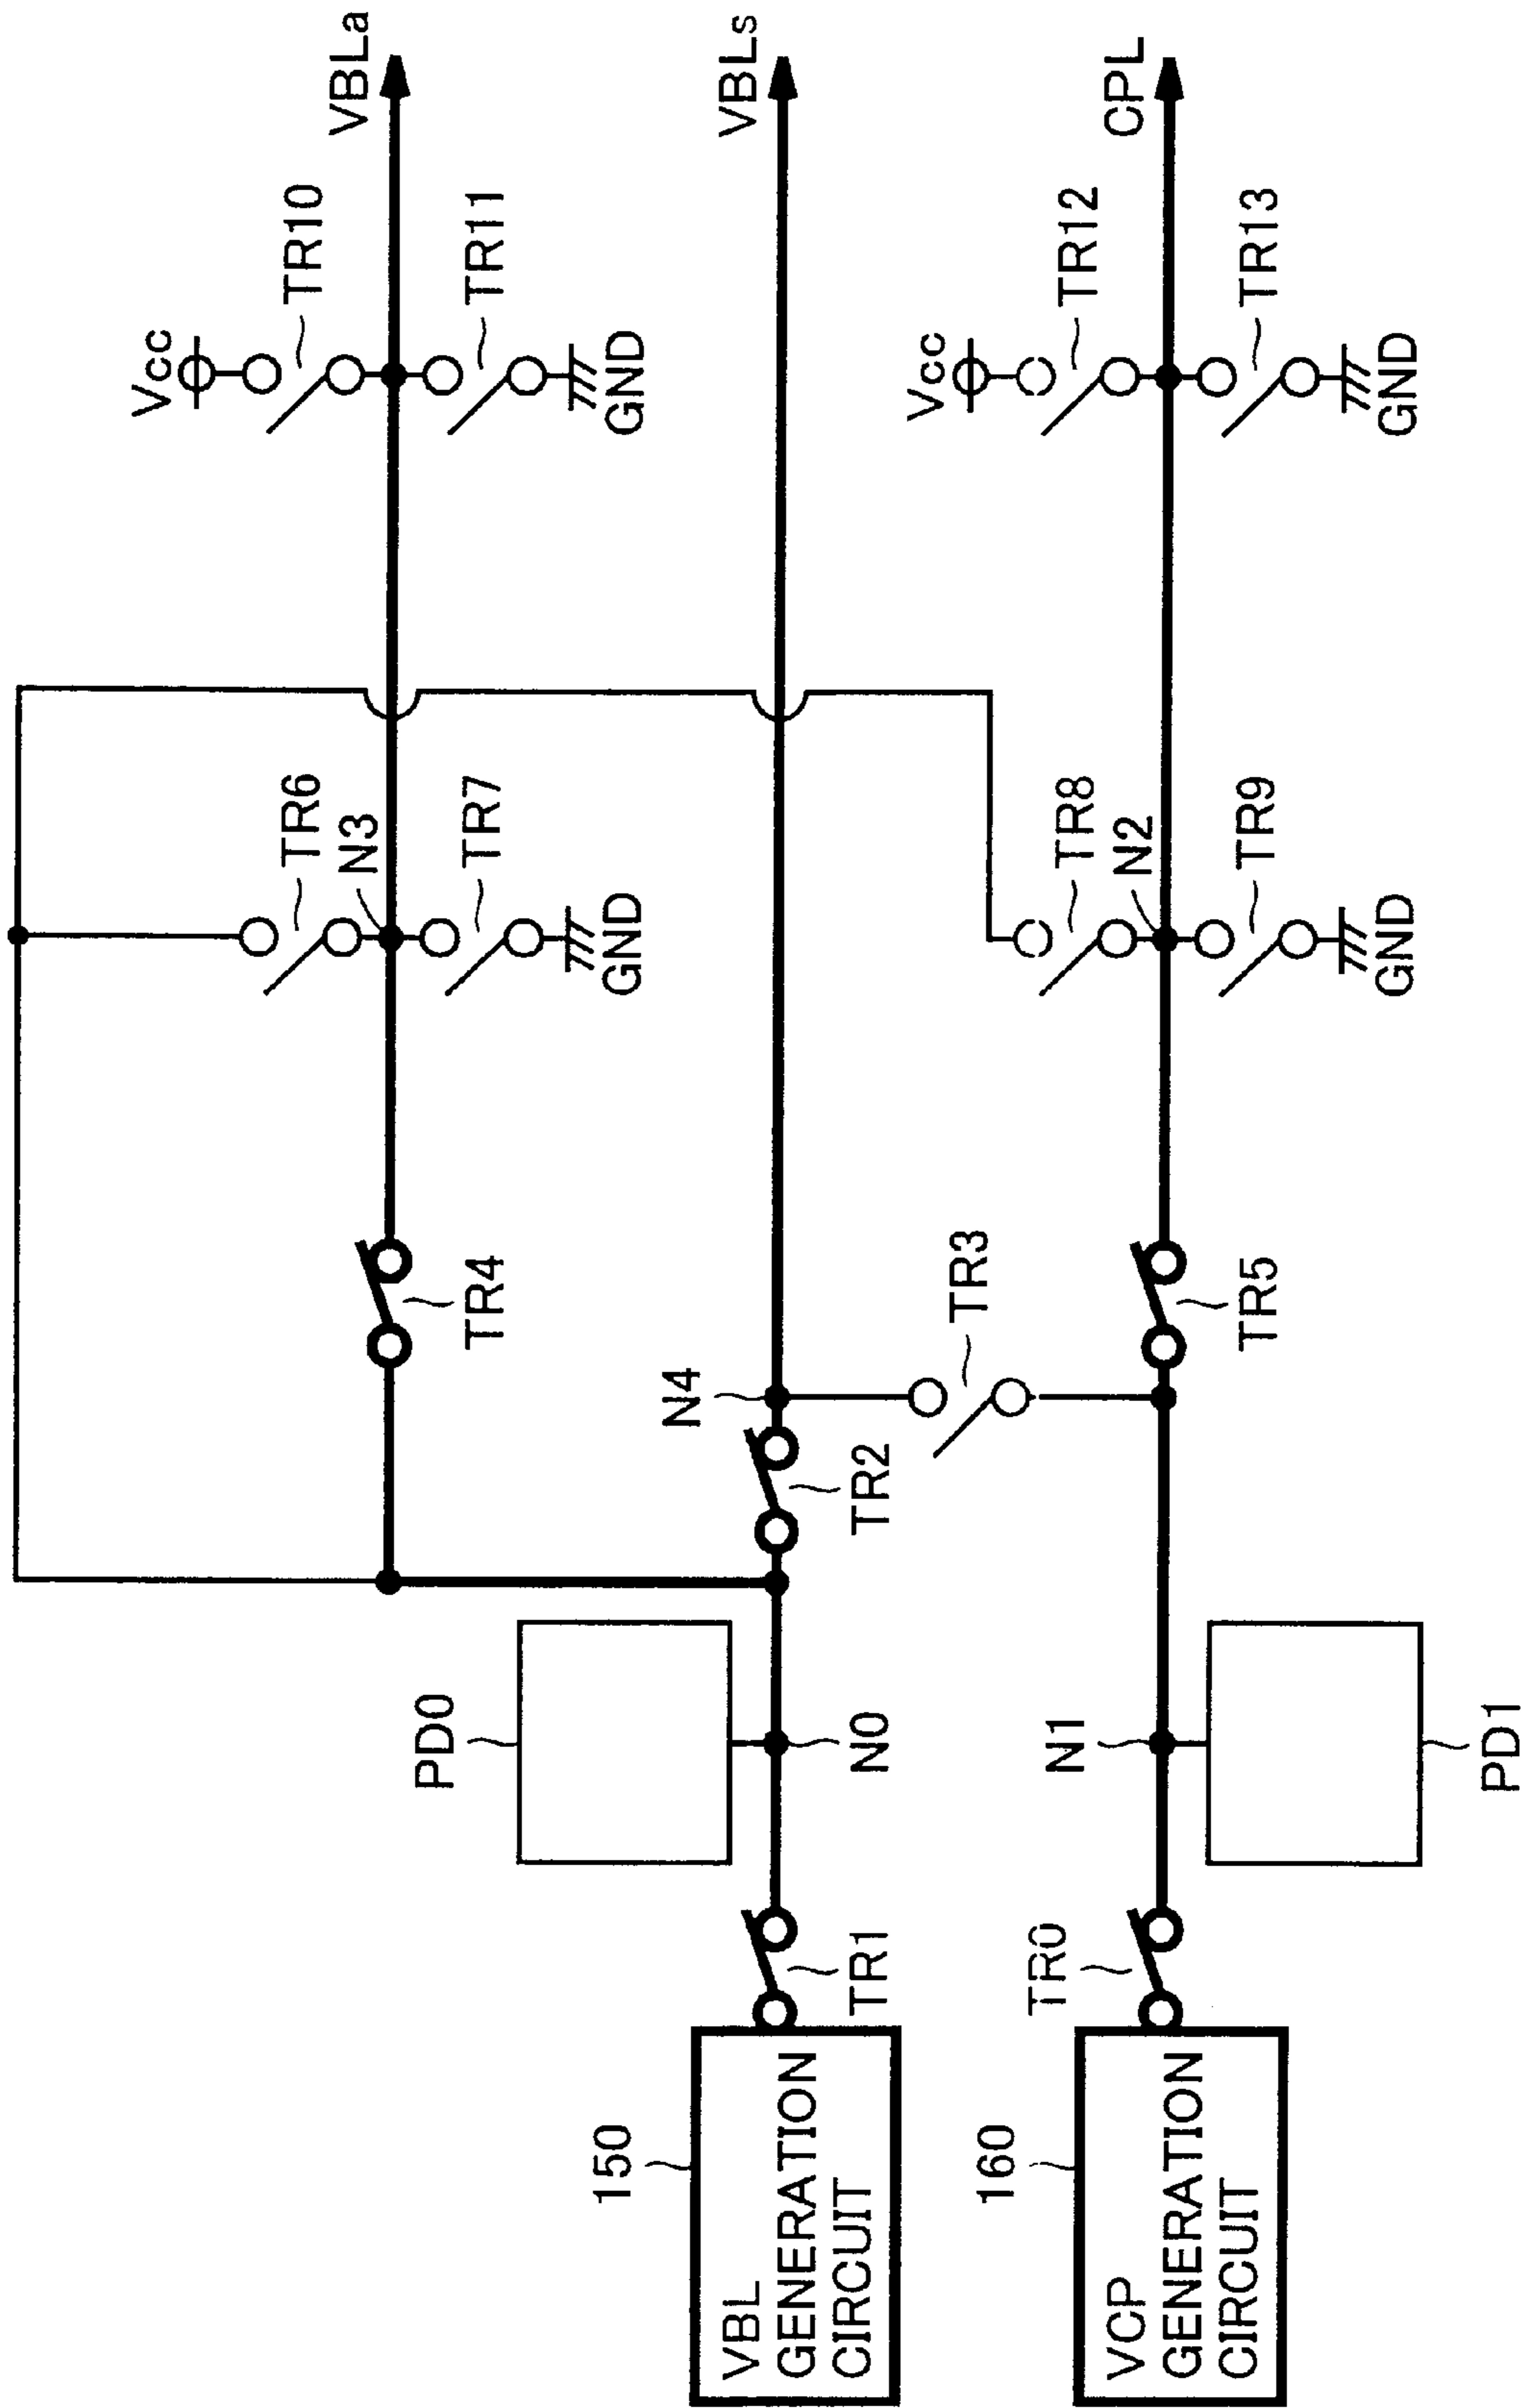 VBLa
VBLs
CPL
Vcc
TR10
TR11
GND
Vcc
TR12
TR13
GND
TR6
N3
TR7
GND
TR8
N2
TR9
GND
TR4
N4
TR2
TR3
TR5
PD0
N0
N1
PD1
TR1
TR0
150
VBL
GENERATION
CIRCUIT
160
VCP
GENERATION
CIRCUIT